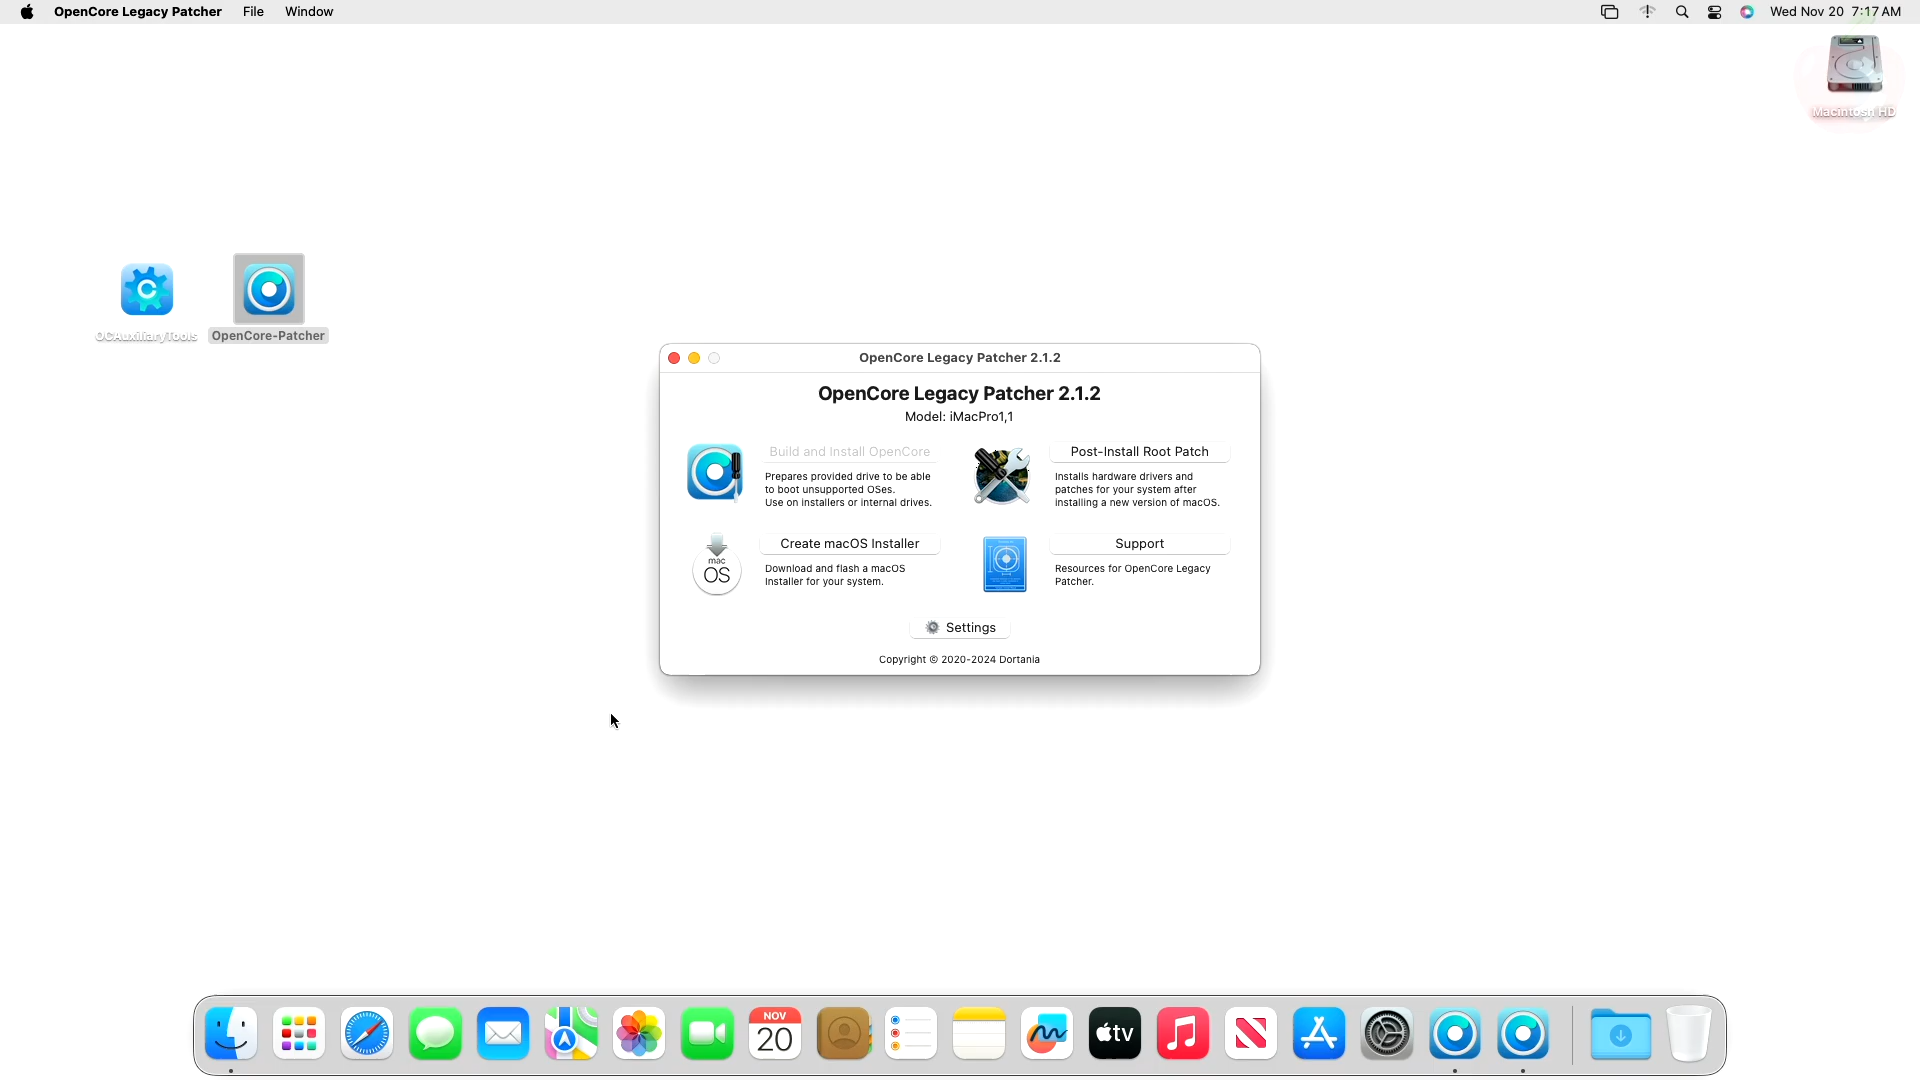 OpenCore Legacy Patcher File Window
Wed Nov 20 7:17 AM
Macintosh HD
OCAuxiliaryTools
OpenCore-Patcher
OpenCore Legacy Patcher 2.1.2
OpenCore Legacy Patcher 2.1.2
Model: iMacPro1,1
Build and Install OpenCore
Prepares provided drive to be able
to boot unsupported OSes.
Use on installers or internal drives.
Post-Install Root Patch
Installs hardware drivers and
patches for your system after
installing a new version of macOS.
mac
OS
Create macOS Installer
Download and flash a macOS
Installer for your system.
Support
Resources for OpenCore Legacy
Patcher.
Settings
Copyright © 2020-2024 Dortania
NOV
20
tv